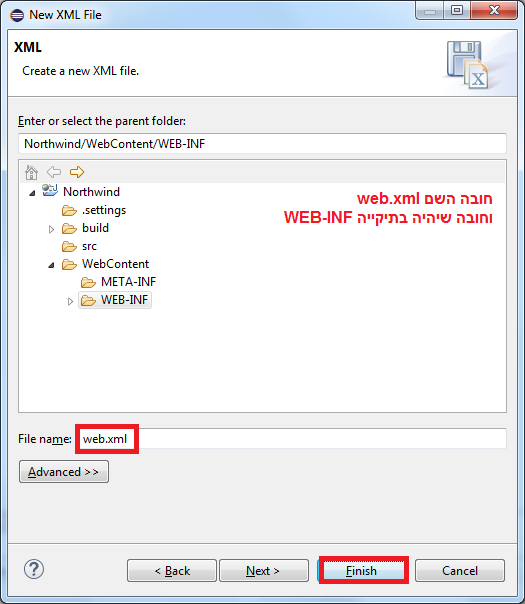 New XML File
XML
Create a new XML file.
Enter or select the parent folder:
Northwind/WebContent/WEB-INF
Northwind
.settings
build
src
WebContent
META-INF
WEB-INF
חובה השם web.xml
וחובה שיהיה בתיקייה WEB-INF
File name:
web.xml
Advanced >>
< Back
Next >
Finish
Cancel